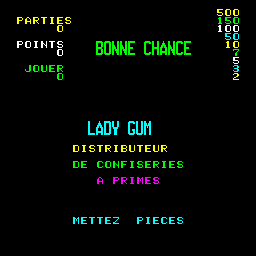 PARTIES
0
POINTS
0
JOUER
0
BONNE CHANCE
500
150
100
50
10
7
5
3
2
LADY GUM
DISTRIBUTEUR
DE CONFISERIES
A PRIMES
METTEZ PIECES